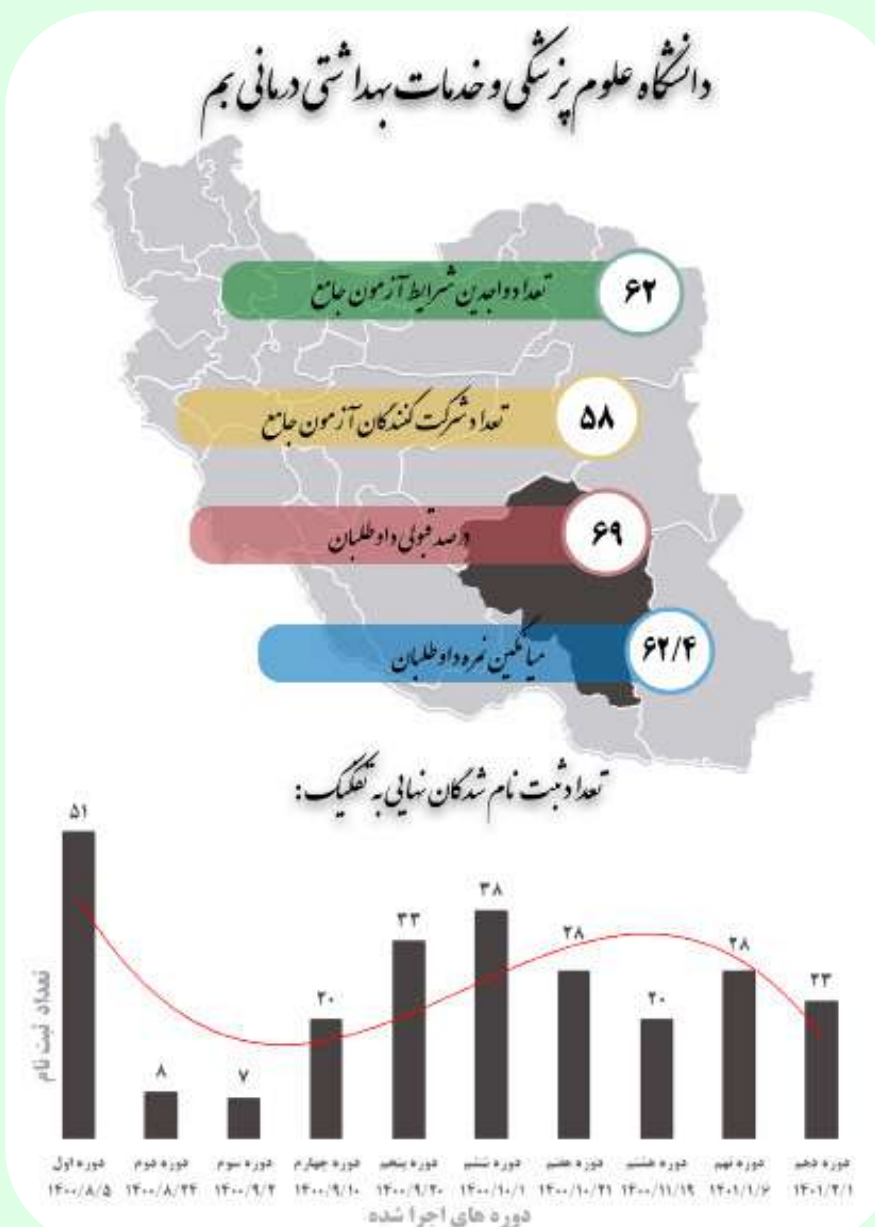 دانشگاه علوم پزشکی و خدمات بهداشتی درمانی بم
۶۲ تعداد واجدین شرایط آزمون جامع
۵۸ تعداد شرکت کنندگان آزمون جامع
۶۹ درصد قبولی داوطلبان
۶۲/۴ میانگین نمره داوطلبان
تعداد ثبت نام شدگان نهایی به تفکیک:
تعداد ثبت نام
۵۱ ۸ ۷ ۲۰ ۳۳ ۳۸ ۲۸ ۲۰ ۲۸ ۲۳
دوره اول دوره دوم دوره سوم دوره چهارم دوره پنجم دوره ششم دوره هفتم دوره هشتم دوره نهم دوره دهم
۱۴۰۰/۸/۵ ۱۴۰۰/۸/۲۴ ۱۴۰۰/۹/۲ ۱۴۰۰/۹/۱۰ ۱۴۰۰/۹/۲۰ ۱۴۰۰/۱۰/۱ ۱۴۰۰/۱۰/۲۱ ۱۴۰۰/۱۱/۱۹ ۱۴۰۱/۱/۶ ۱۴۰۱/۲/۱
دوره های اجرا شده